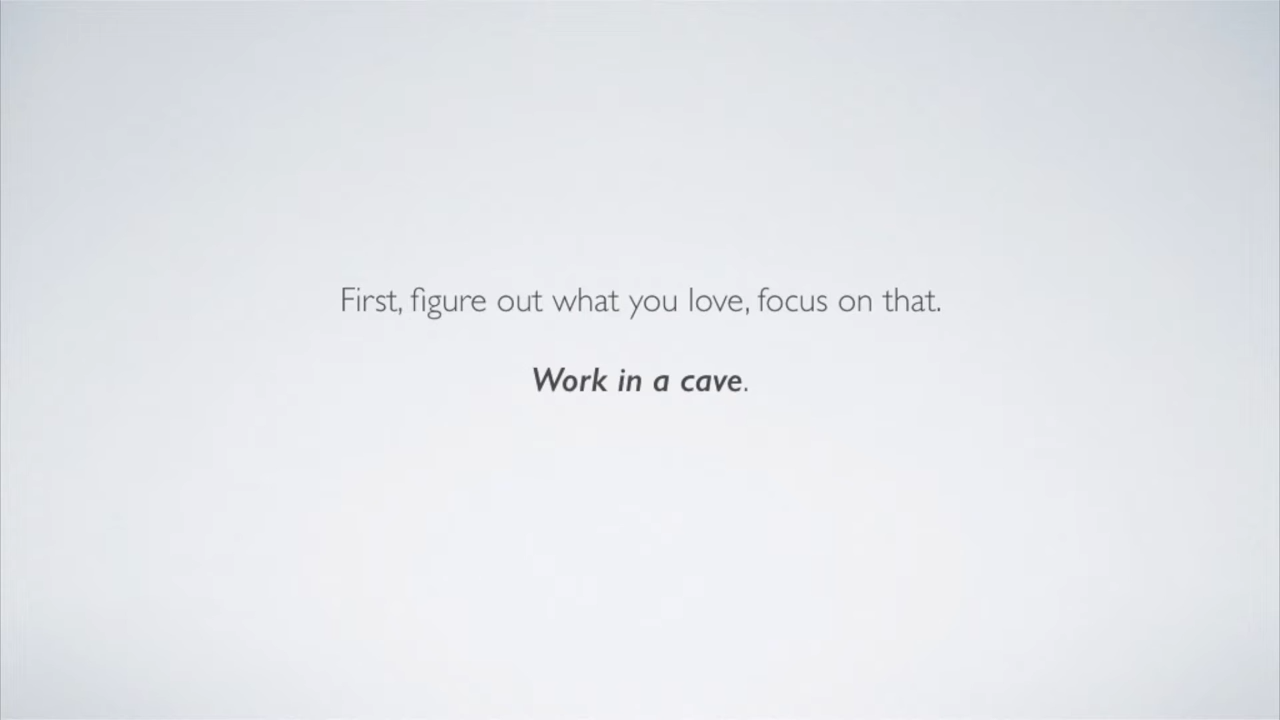 First, figure out what you love, focus on that.
Work in a cave.